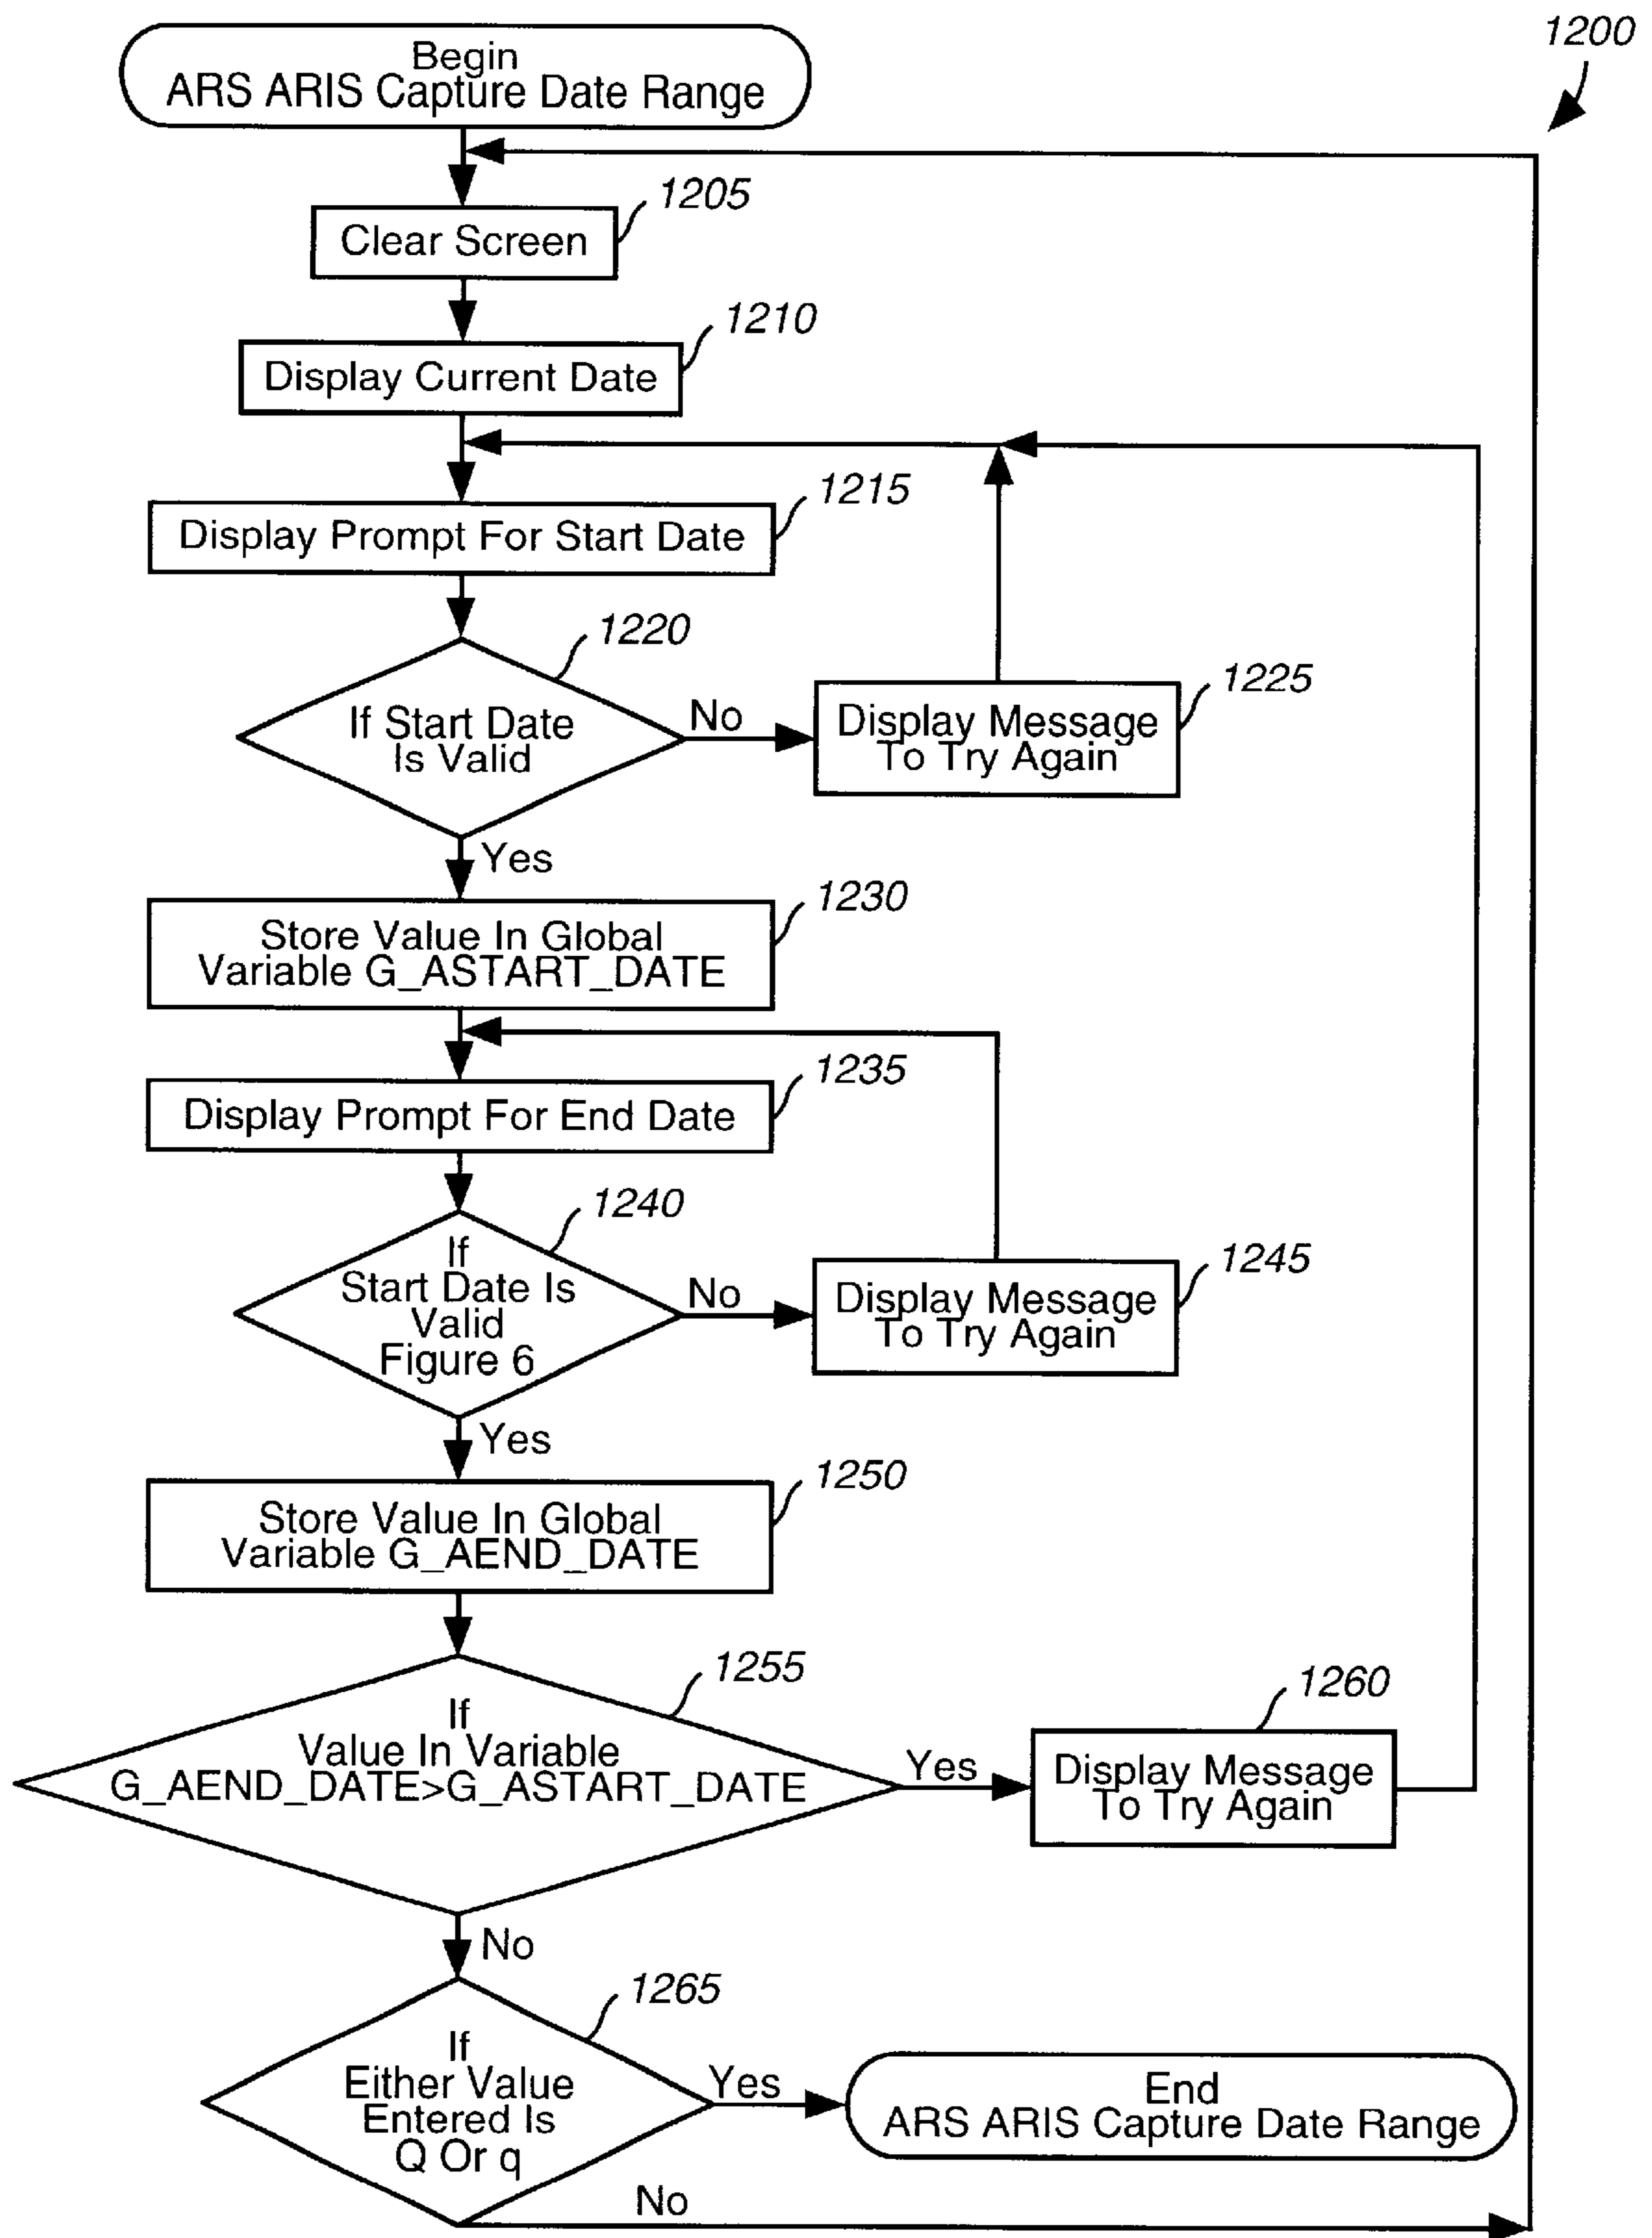 1200
Begin
ARS ARIS Capture Date Range
1205
Clear Screen
1210
Display Current Date
1215
Display Prompt For Start Date
1220
If Start Date
Is Valid
No
1225
Display Message
To Try Again
Yes
1230
Store Value In Global
Variable G_ASTART_DATE
1235
Display Prompt For End Date
1240
If
Start Date Is
Valid
Figure 6
No
1245
Display Message
To Try Again
Yes
1250
Store Value In Global
Variable G_AEND_DATE
1255
If
Value In Variable
G_AEND_DATE>G_ASTART_DATE
Yes
1260
Display Message
To Try Again
No
1265
If
Either Value
Entered Is
Q Or q
Yes
End
ARS ARIS Capture Date Range
No